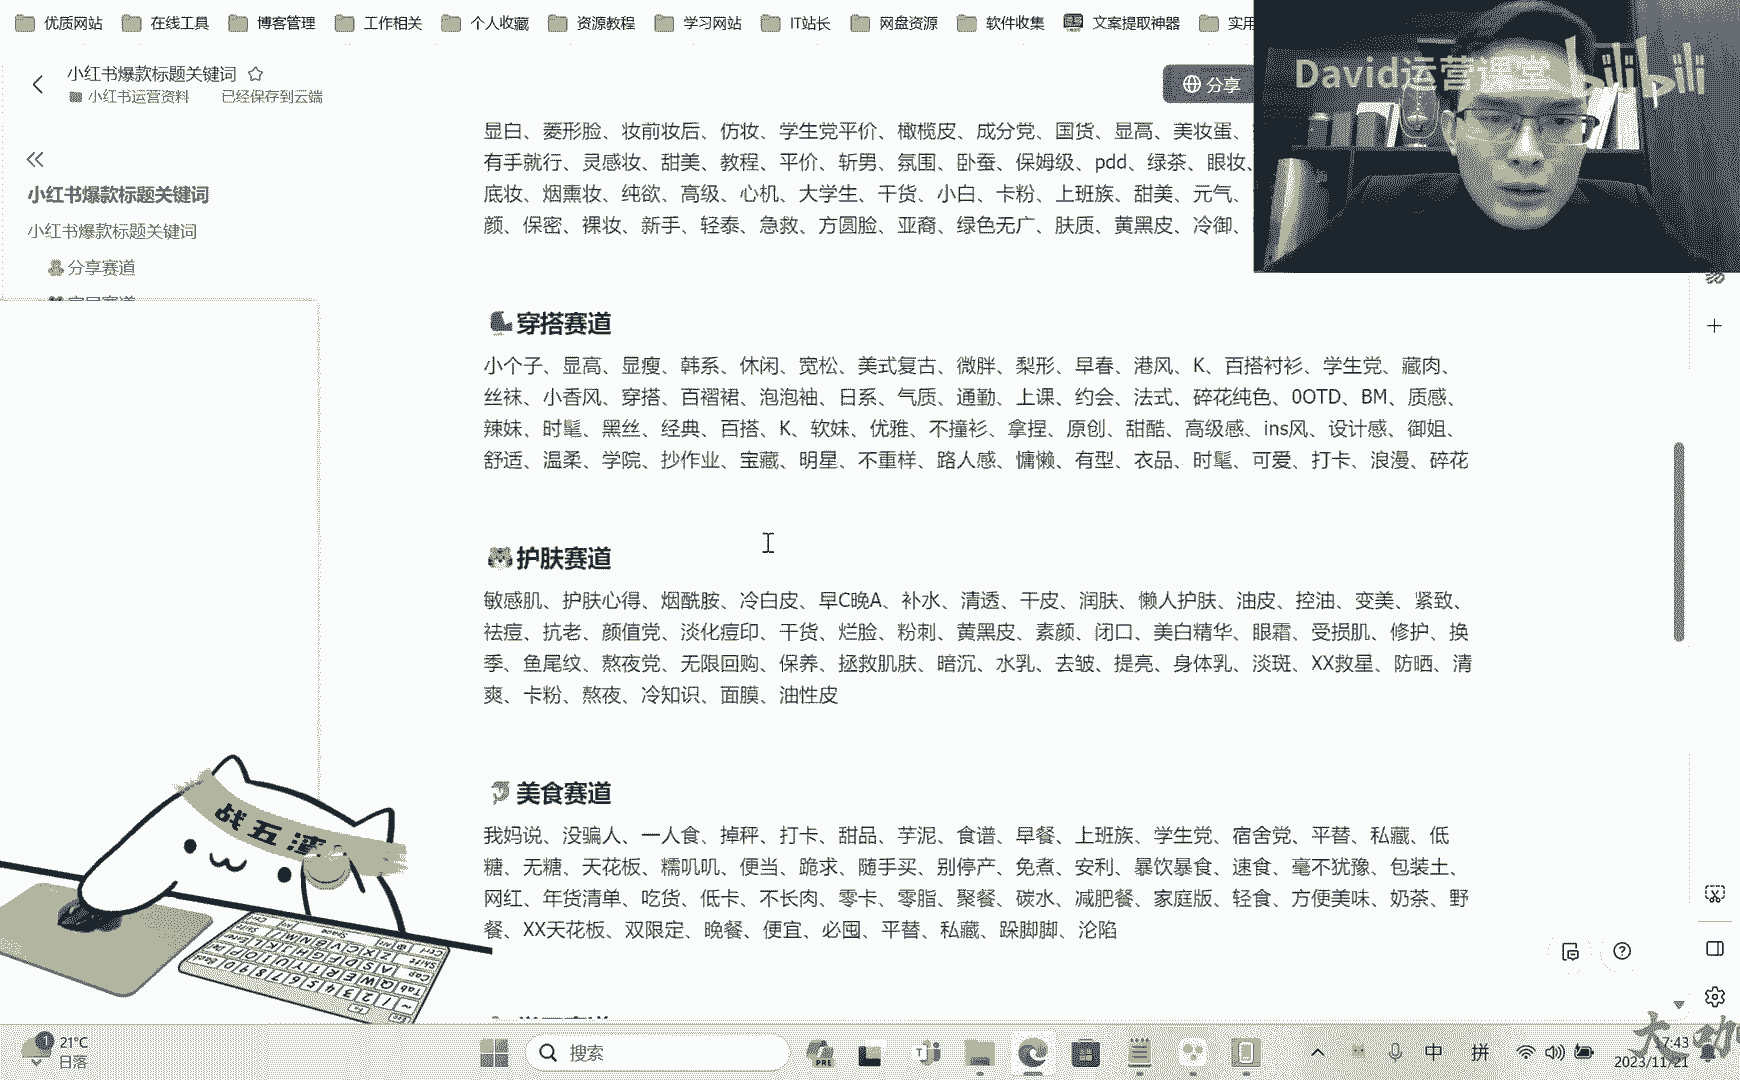 优质网站 在线工具 博客管理 工作相关 个人收藏 资源教程 学习网站 IT站长 网盘资源 软件收集 文案提取神器 实用
小红书爆款标题关键词
小红书运营资料 已经保存到云端
分享
David运营课堂 bilibili
小红书爆款标题关键词
小红书爆款标题关键词
分享赛道
显白、菱形脸、妆前妆后、仿妆、学生党平价、橄榄皮、成分党、国货、显高、美妆蛋、
有手就行、灵感妆、甜美、教程、平价、斩男、氛围、卧蚕、保姆级、pdd、绿茶、眼妆、
底妆、烟熏妆、纯欲、高级、心机、大学生、干货、小白、卡粉、上班族、甜美、元气、
颜、保密、裸妆、新手、轻泰、急救、方圆脸、亚裔、绿色无广、肤质、黄黑皮、冷御、
穿搭赛道
小个子、显高、显瘦、韩系、休闲、宽松、美式复古、微胖、梨形、早春、港风、K、百搭衬衫、学生党、藏肉、
丝袜、小香风、穿搭、百褶裙、泡泡袖、日系、气质、通勤、上课、约会、法式、碎花纯色、0OTD、BM、质感、
辣妹、时髦、黑丝、经典、百搭、K、软妹、优雅、不撞衫、拿捏、原创、甜酷、高级感、ins风、设计感、御姐、
舒适、温柔、学院、抄作业、宝藏、明星、不重样、路人感、慵懒、有型、衣品、时髦、可爱、打卡、浪漫、碎花
护肤赛道
敏感肌、护肤心得、烟酰胺、冷白皮、早C晚A、补水、清透、干皮、润肤、懒人护肤、油皮、控油、变美、紧致、
祛痘、抗老、颜值党、淡化痘印、干货、烂脸、粉刺、黄黑皮、素颜、闭口、美白精华、眼霜、受损肌、修护、换
季、鱼尾纹、熬夜党、无限回购、保养、拯救肌肤、暗沉、水乳、去皱、提亮、身体乳、淡斑、XX救星、防晒、清
爽、卡粉、熬夜、冷知识、面膜、油性皮
美食赛道
我妈说、没骗人、一人食、掉秤、打卡、甜品、芋泥、食谱、早餐、上班族、学生党、宿舍党、平替、私藏、低
糖、无糖、天花板、糯叽叽、便当、跪求、随手买、别停产、免煮、安利、暴饮暴食、速食、毫不犹豫、包装土、
网红、年货清单、吃货、低卡、不长肉、零卡、零脂、聚餐、碳水、减肥餐、家庭版、轻食、方便美味、奶茶、野
餐、XX天花板、双限定、晚餐、便宜、必囤、平替、私藏、跺脚脚、沦陷
战五渣
21°C
日落
搜索
中 拼
17:43
2023/11/21